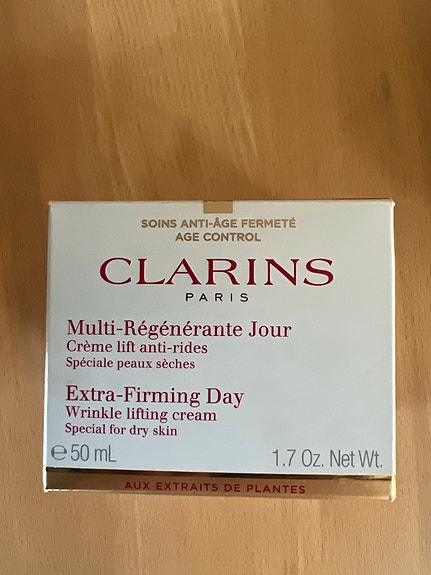 SOINS ANTI-ÂGE FERMETÉ
AGE CONTROL
CLARINS
PARIS
Multi-Régénérante Jour
Crème lift anti-rides
Spéciale peaux sèches
Extra-Firming Day
Wrinkle lifting cream
Special for dry skin
℮ 50 mL 1.7 Oz. Net Wt.
AUX EXTRAITS DE PLANTES